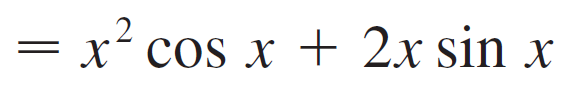 = x² cos x + 2x sin x